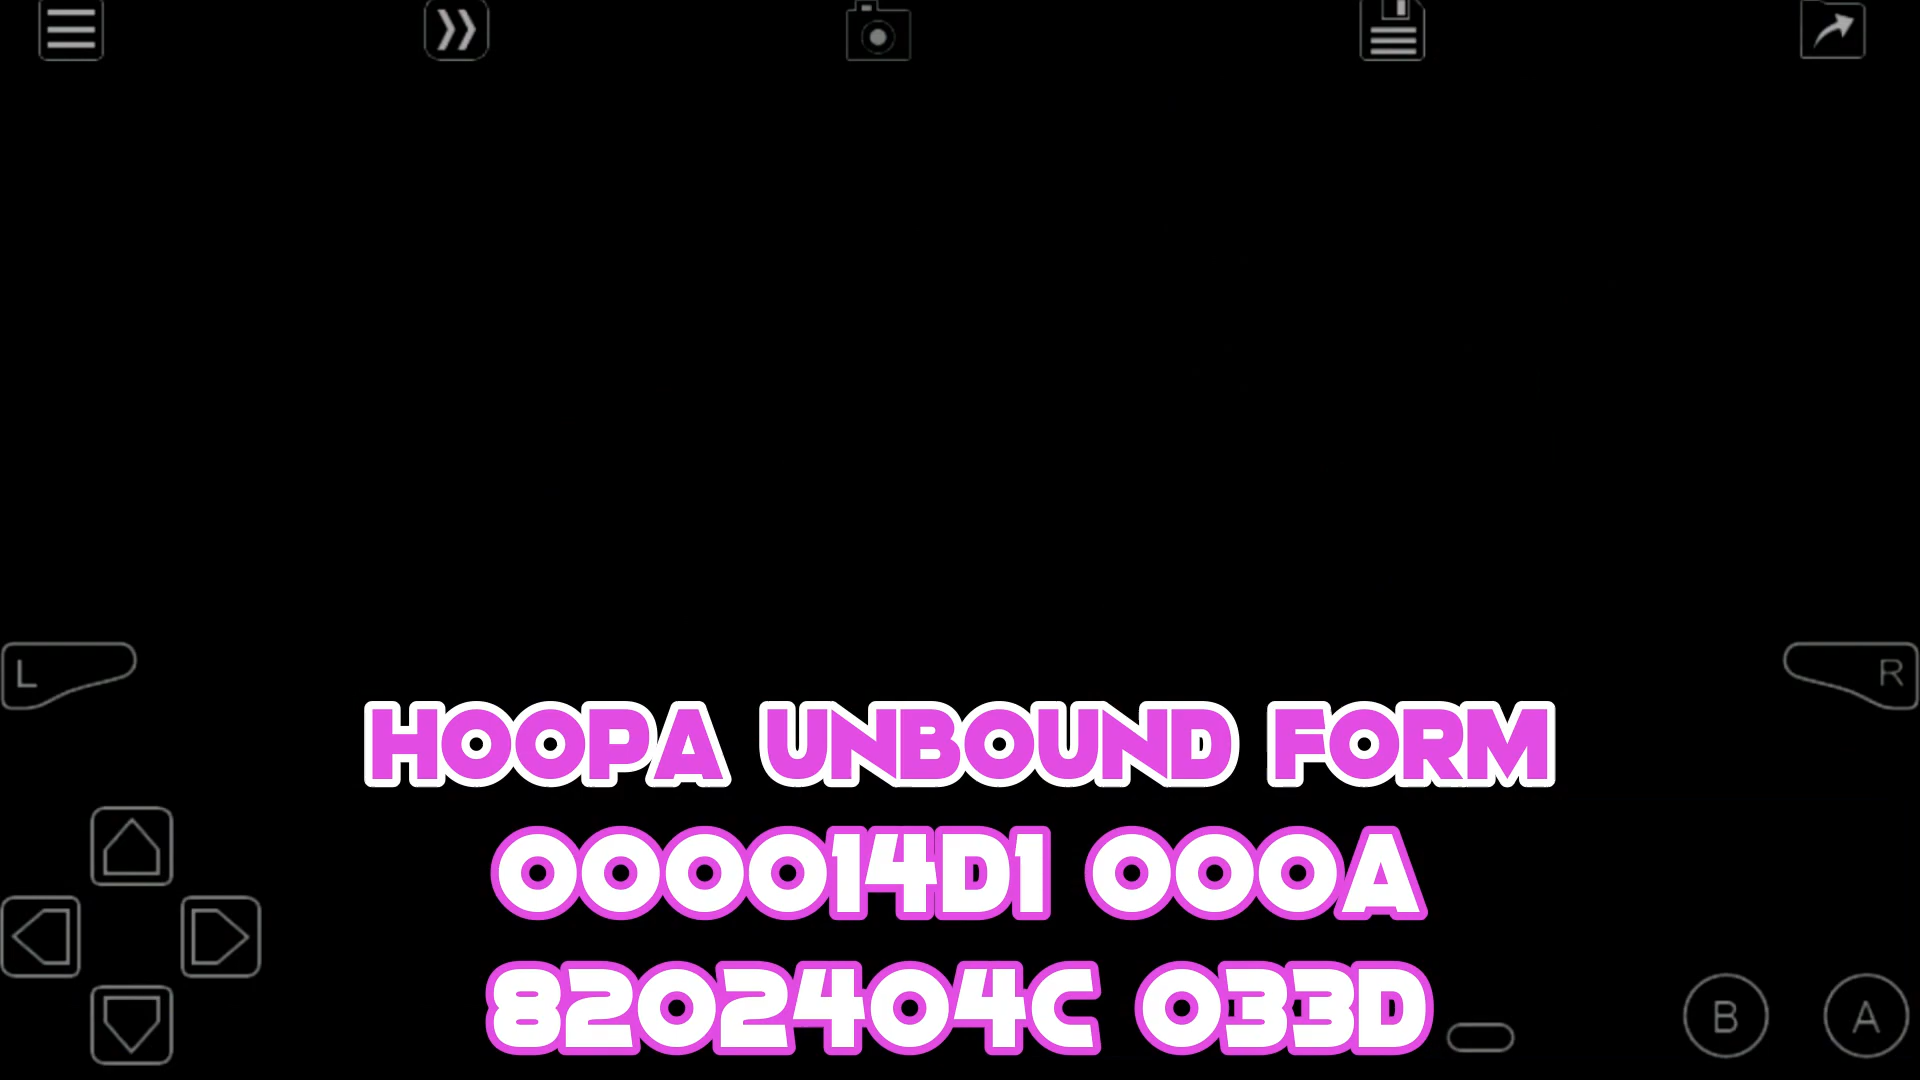 L
R
HOOPA UNBOUND FORM
000014D1 000A
8202404C 033D
B
A